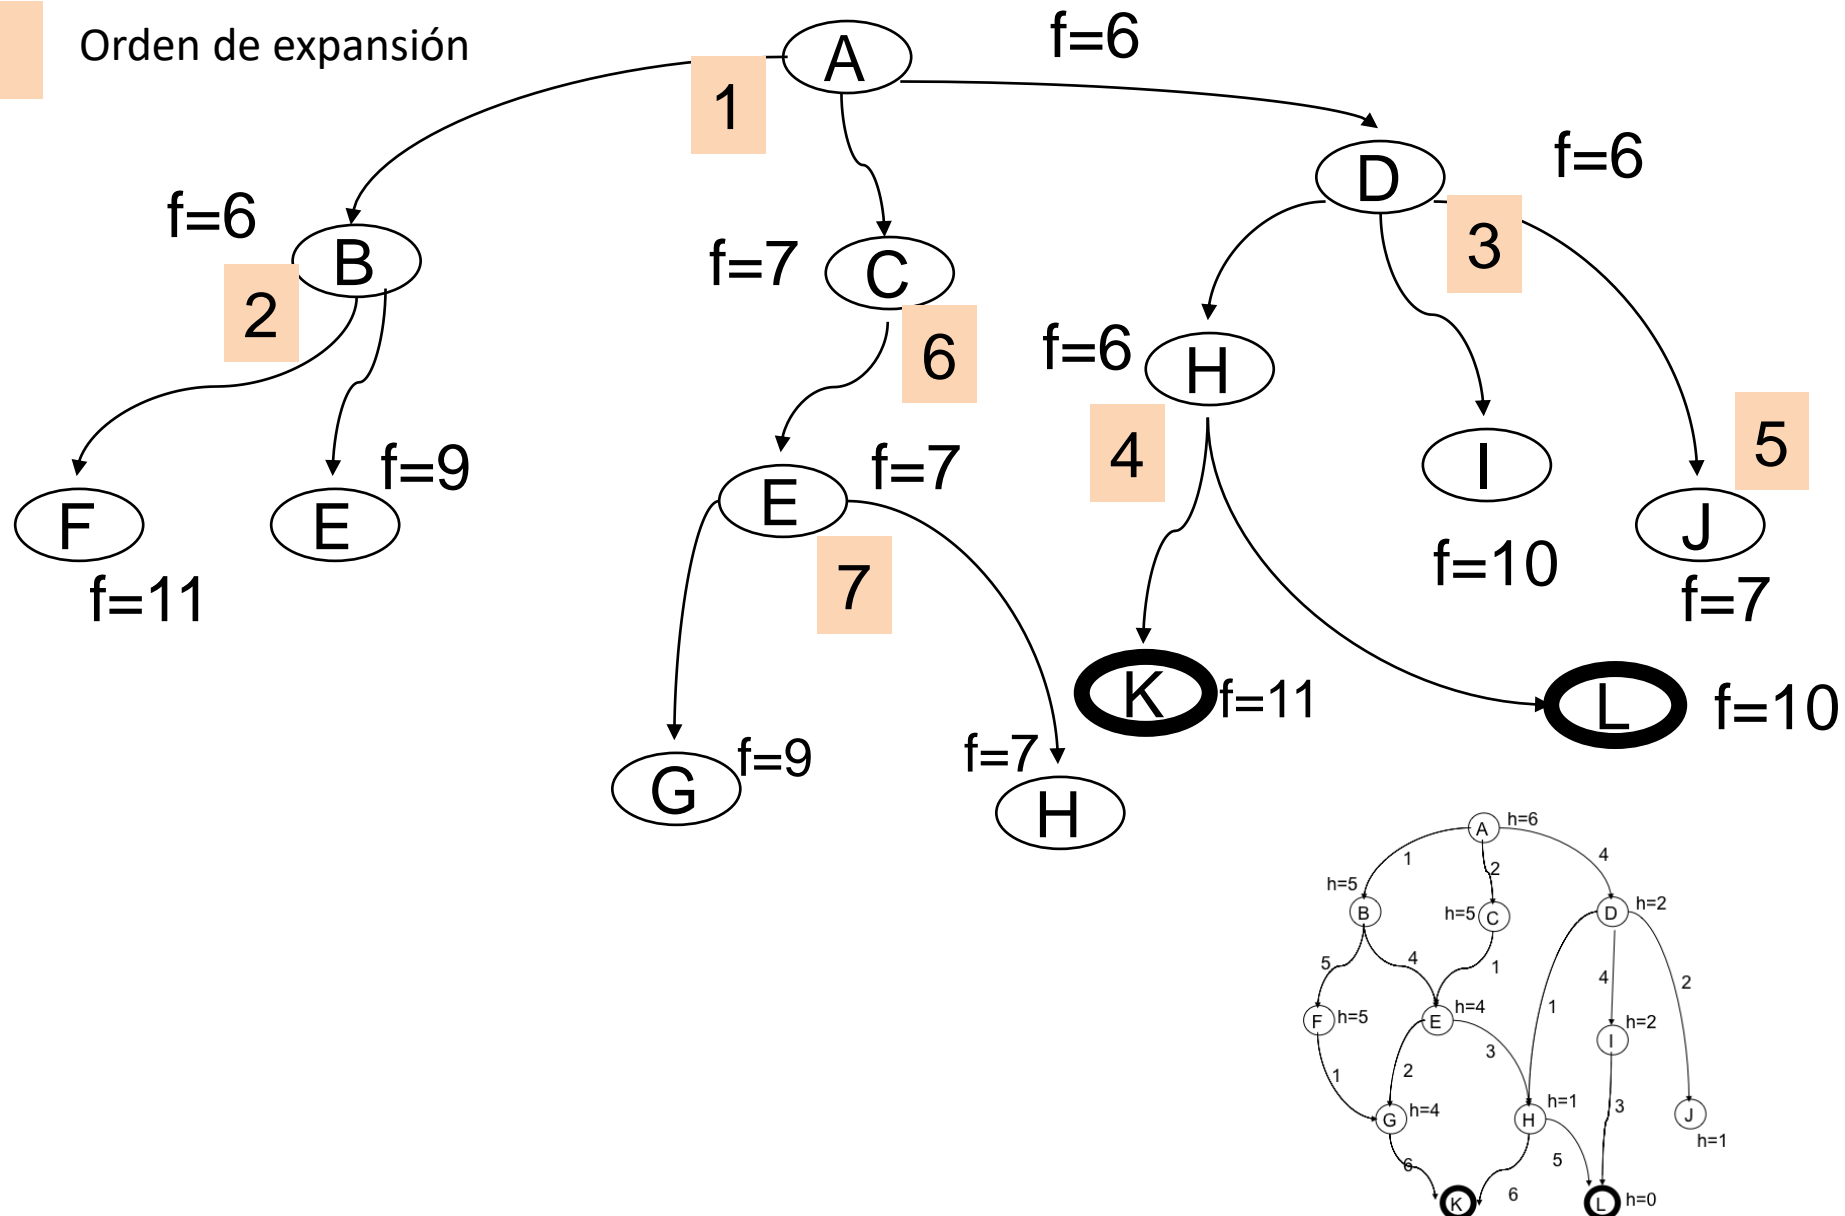 Orden de expansión
A
f=6
1
D
f=6
f=6
B
2
f=7
C
6
3
f=6
H
4
F
f=11
E
f=9
E
f=7
7
I
f=10
5
J
f=7
K
f=11
L
f=10
G
f=9
f=7
H
A
h=6
1
2
4
h=5
B
h=5
C
D
h=2
5
4
1
1
4
2
F
h=5
E
h=4
I
h=2
1
2
3
3
G
h=4
H
h=1
J
h=1
6
6
5
K
L
h=0